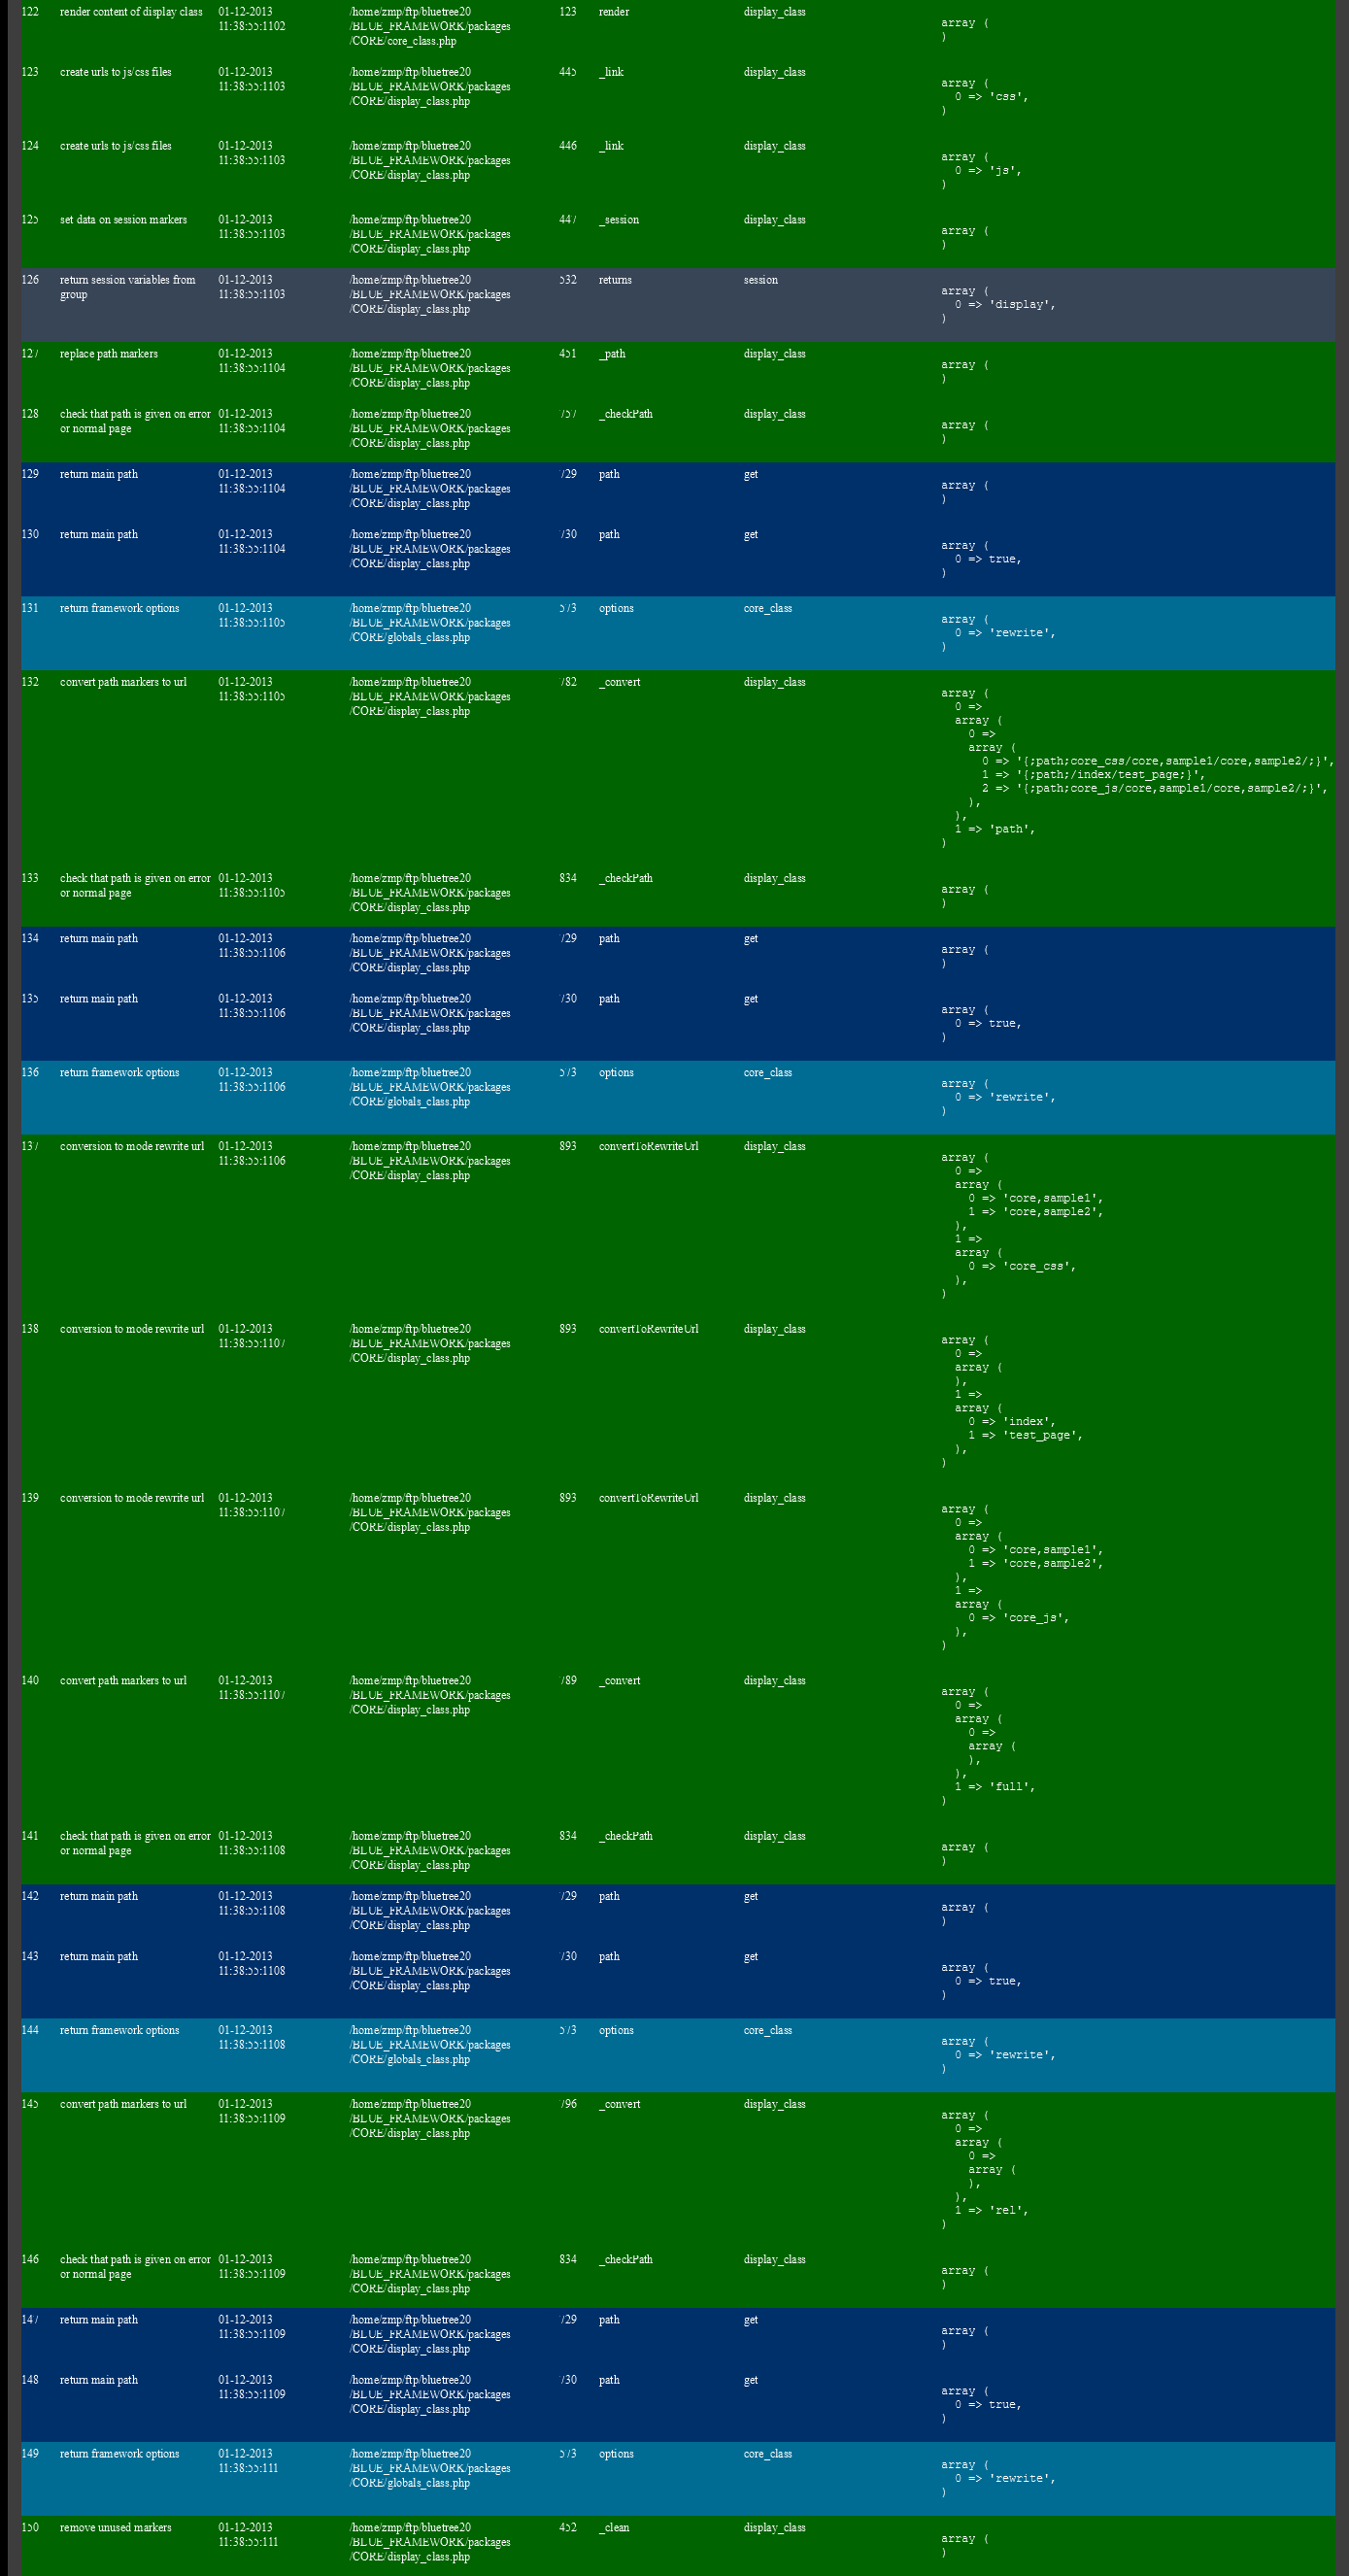 122 render content of display class 01-12-2013 /home/zmp/ftp/bluetree20 123 render display_class
11:38:55:1102 /BLUE_FRAMEWORK/packages array (
/CORE/core_class.php )
123 create urls to js/css files 01-12-2013 /home/zmp/ftp/bluetree20 445 _link display_class
11:38:55:1103 /BLUE_FRAMEWORK/packages array (
/CORE/display_class.php 0 => 'css',
)
124 create urls to js/css files 01-12-2013 /home/zmp/ftp/bluetree20 446 _link display_class
11:38:55:1103 /BLUE_FRAMEWORK/packages array (
/CORE/display_class.php 0 => 'js',
)
125 set data on session markers 01-12-2013 /home/zmp/ftp/bluetree20 447 _session display_class
11:38:55:1103 /BLUE_FRAMEWORK/packages array (
/CORE/display_class.php )
126 return session variables from 01-12-2013 /home/zmp/ftp/bluetree20 532 returns session
group 11:38:55:1103 /BLUE_FRAMEWORK/packages array (
/CORE/display_class.php 0 => 'display',
)
127 replace path markers 01-12-2013 /home/zmp/ftp/bluetree20 451 _path display_class
11:38:55:1104 /BLUE_FRAMEWORK/packages array (
/CORE/display_class.php )
128 check that path is given on error 01-12-2013 /home/zmp/ftp/bluetree20 757 _checkPath display_class
or normal page 11:38:55:1104 /BLUE_FRAMEWORK/packages array (
/CORE/display_class.php )
129 return main path 01-12-2013 /home/zmp/ftp/bluetree20 729 path get
11:38:55:1104 /BLUE_FRAMEWORK/packages array (
/CORE/display_class.php )
130 return main path 01-12-2013 /home/zmp/ftp/bluetree20 730 path get
11:38:55:1104 /BLUE_FRAMEWORK/packages array (
/CORE/display_class.php 0 => true,
)
131 return framework options 01-12-2013 /home/zmp/ftp/bluetree20 573 options core_class
11:38:55:1105 /BLUE_FRAMEWORK/packages array (
/CORE/globals_class.php 0 => 'rewrite',
)
132 convert path markers to url 01-12-2013 /home/zmp/ftp/bluetree20 782 _convert display_class
11:38:55:1105 /BLUE_FRAMEWORK/packages array (
/CORE/display_class.php 0 =>
array (
0 =>
array (
0 => '{;path;core_css/core,sample1/core,sample2/;}',
1 => '{;path;/index/test_page;}',
2 => '{;path;core_js/core,sample1/core,sample2/;}',
),
),
1 => 'path',
)
133 check that path is given on error 01-12-2013 /home/zmp/ftp/bluetree20 834 _checkPath display_class
or normal page 11:38:55:1105 /BLUE_FRAMEWORK/packages array (
/CORE/display_class.php )
134 return main path 01-12-2013 /home/zmp/ftp/bluetree20 729 path get
11:38:55:1106 /BLUE_FRAMEWORK/packages array (
/CORE/display_class.php )
135 return main path 01-12-2013 /home/zmp/ftp/bluetree20 730 path get
11:38:55:1106 /BLUE_FRAMEWORK/packages array (
/CORE/display_class.php 0 => true,
)
136 return framework options 01-12-2013 /home/zmp/ftp/bluetree20 573 options core_class
11:38:55:1106 /BLUE_FRAMEWORK/packages array (
/CORE/globals_class.php 0 => 'rewrite',
)
137 conversion to mode rewrite url 01-12-2013 /home/zmp/ftp/bluetree20 893 convertToRewriteUrl display_class
11:38:55:1106 /BLUE_FRAMEWORK/packages array (
/CORE/display_class.php 0 =>
array (
0 => 'core,sample1',
1 => 'core,sample2',
),
1 =>
array (
0 => 'core_css',
),
)
138 conversion to mode rewrite url 01-12-2013 /home/zmp/ftp/bluetree20 893 convertToRewriteUrl display_class
11:38:55:1107 /BLUE_FRAMEWORK/packages array (
/CORE/display_class.php 0 =>
array (
),
1 =>
array (
0 => 'index',
1 => 'test_page',
),
)
139 conversion to mode rewrite url 01-12-2013 /home/zmp/ftp/bluetree20 893 convertToRewriteUrl display_class
11:38:55:1107 /BLUE_FRAMEWORK/packages array (
/CORE/display_class.php 0 =>
array (
0 => 'core,sample1',
1 => 'core,sample2',
),
1 =>
array (
0 => 'core_js',
),
)
140 convert path markers to url 01-12-2013 /home/zmp/ftp/bluetree20 789 _convert display_class
11:38:55:1107 /BLUE_FRAMEWORK/packages array (
/CORE/display_class.php 0 =>
array (
0 =>
array (
),
),
1 => 'full',
)
141 check that path is given on error 01-12-2013 /home/zmp/ftp/bluetree20 834 _checkPath display_class
or normal page 11:38:55:1108 /BLUE_FRAMEWORK/packages array (
/CORE/display_class.php )
142 return main path 01-12-2013 /home/zmp/ftp/bluetree20 729 path get
11:38:55:1108 /BLUE_FRAMEWORK/packages array (
/CORE/display_class.php )
143 return main path 01-12-2013 /home/zmp/ftp/bluetree20 730 path get
11:38:55:1108 /BLUE_FRAMEWORK/packages array (
/CORE/display_class.php 0 => true,
)
144 return framework options 01-12-2013 /home/zmp/ftp/bluetree20 573 options core_class
11:38:55:1108 /BLUE_FRAMEWORK/packages array (
/CORE/globals_class.php 0 => 'rewrite',
)
145 convert path markers to url 01-12-2013 /home/zmp/ftp/bluetree20 796 _convert display_class
11:38:55:1109 /BLUE_FRAMEWORK/packages array (
/CORE/display_class.php 0 =>
array (
0 =>
array (
),
),
1 => 'rel',
)
146 check that path is given on error 01-12-2013 /home/zmp/ftp/bluetree20 834 _checkPath display_class
or normal page 11:38:55:1109 /BLUE_FRAMEWORK/packages array (
/CORE/display_class.php )
147 return main path 01-12-2013 /home/zmp/ftp/bluetree20 729 path get
11:38:55:1109 /BLUE_FRAMEWORK/packages array (
/CORE/display_class.php )
148 return main path 01-12-2013 /home/zmp/ftp/bluetree20 730 path get
11:38:55:1109 /BLUE_FRAMEWORK/packages array (
/CORE/display_class.php 0 => true,
)
149 return framework options 01-12-2013 /home/zmp/ftp/bluetree20 573 options core_class
11:38:55:111 /BLUE_FRAMEWORK/packages array (
/CORE/globals_class.php 0 => 'rewrite',
)
150 remove unused markers 01-12-2013 /home/zmp/ftp/bluetree20 452 _clean display_class
11:38:55:111 /BLUE_FRAMEWORK/packages array (
/CORE/display_class.php )